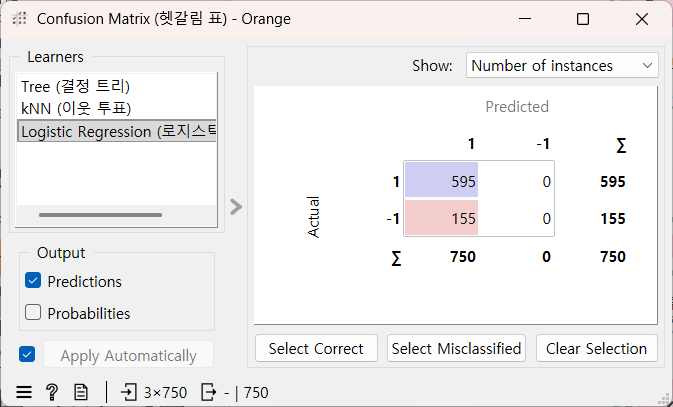 Confusion Matrix (헷갈림 표) - Orange
Learners
Tree (결정 트리)
kNN (이웃 투표)
Logistic Regression (로지스틱
Output
Predictions
Probabilities
Apply Automatically
Show: Number of instances
Predicted
1 -1 ∑
Actual
1 595 0 595
-1 155 0 155
∑ 750 0 750
Select Correct Select Misclassified Clear Selection
3×750 - | 750